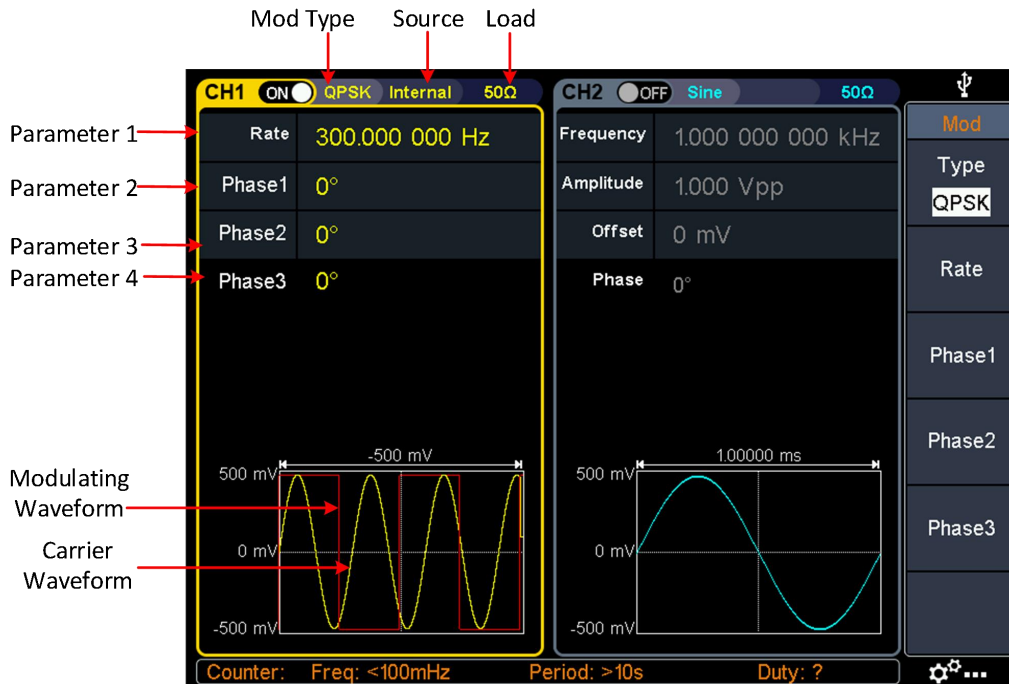 Mod Type Source Load
CH1 ON QPSK Internal 50Ω
CH2 OFF Sine 50Ω
Parameter 1
Parameter 2
Parameter 3
Parameter 4
Rate 300.000 000 Hz
Phase1 0°
Phase2 0°
Phase3 0°
Frequency 1.000 000 000 kHz
Amplitude 1.000 Vpp
Offset 0 mV
Phase 0°
Mod
Type
QPSK
Rate
Phase1
Phase2
Phase3
Modulating
Waveform
Carrier
Waveform
-500 mV
500 mV
0 mV
-500 mV
1.00000 ms
500 mV
0 mV
-500 mV
Counter: Freq: <100mHz Period: >10s Duty: ?